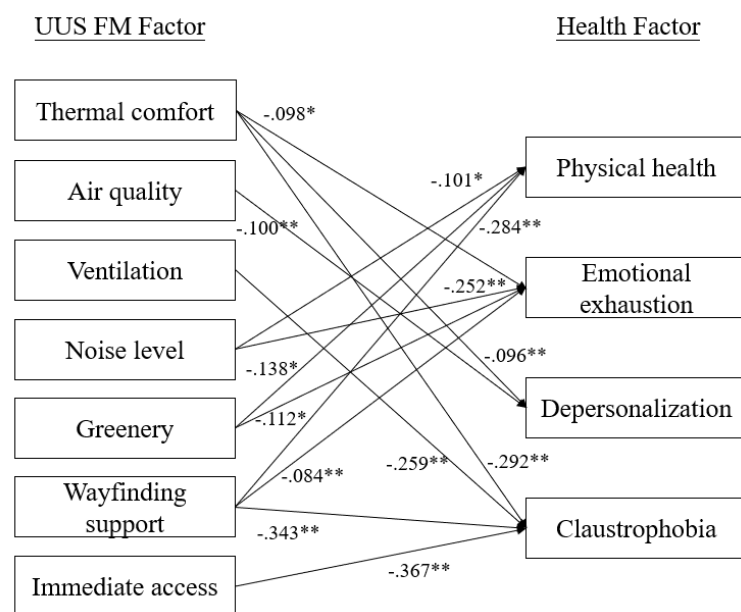 UUS FM Factor
Health Factor
Thermal comfort
Air quality
Ventilation
Noise level
Greenery
Wayfinding
support
Immediate access
-.098*
-.101*
-.100**
-.284**
-.252**
-.138*
-.096**
-.112*
-.084**
-.259**
-.292**
-.343**
-.367**
Physical health
Emotional
exhaustion
Depersonalization
Claustrophobia